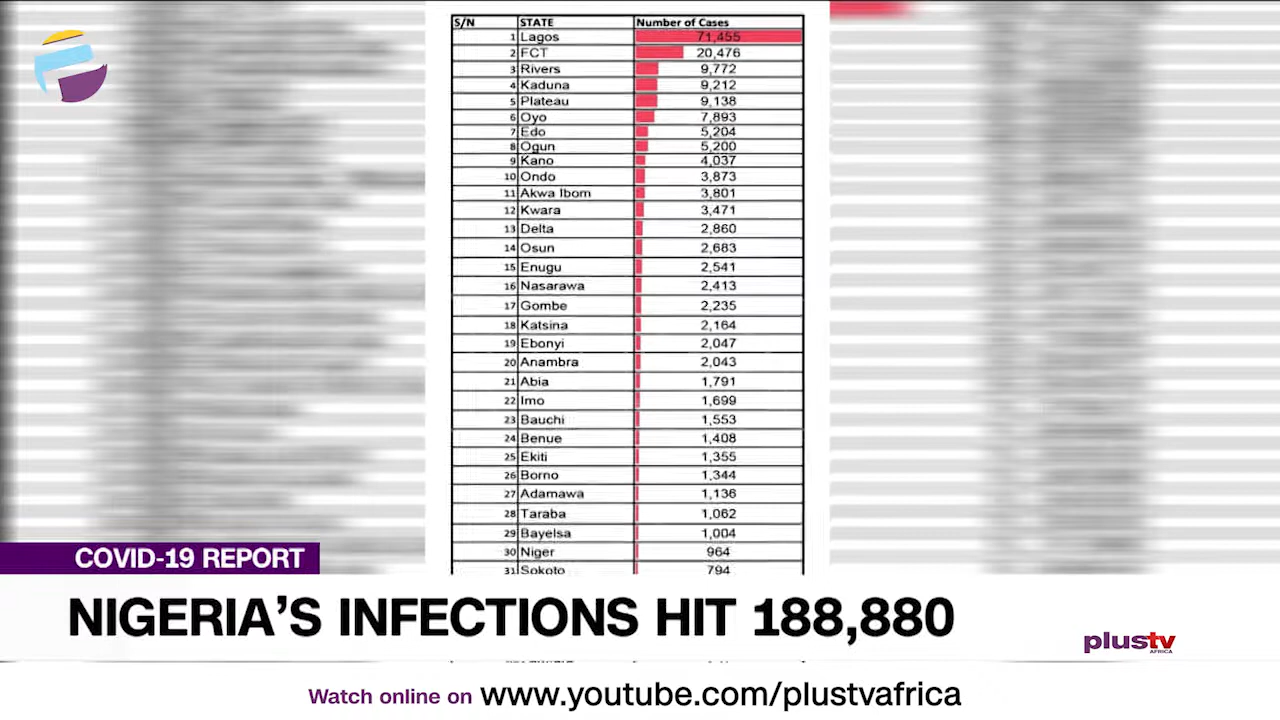 S/N STATE Number of Cases
1 Lagos 71,455
2 FCT 20,476
3 Rivers 9,772
4 Kaduna 9,212
5 Plateau 9,138
6 Oyo 7,893
7 Edo 5,204
8 Ogun 5,200
9 Kano 4,037
10 Ondo 3,873
11 Akwa Ibom 3,801
12 Kwara 3,471
13 Delta 2,860
14 Osun 2,683
15 Enugu 2,541
16 Nasarawa 2,413
17 Gombe 2,235
18 Katsina 2,164
19 Ebonyi 2,047
20 Anambra 2,043
21 Abia 1,791
22 Imo 1,699
23 Bauchi 1,553
24 Benue 1,408
25 Ekiti 1,355
26 Borno 1,344
27 Adamawa 1,136
28 Taraba 1,062
29 Bayelsa 1,004
30 Niger 964
31 Sokoto 794
COVID-19 REPORT
NIGERIA'S INFECTIONS HIT 188,880
plustv
AFRICA
Watch online on www.youtube.com/plustvafrica